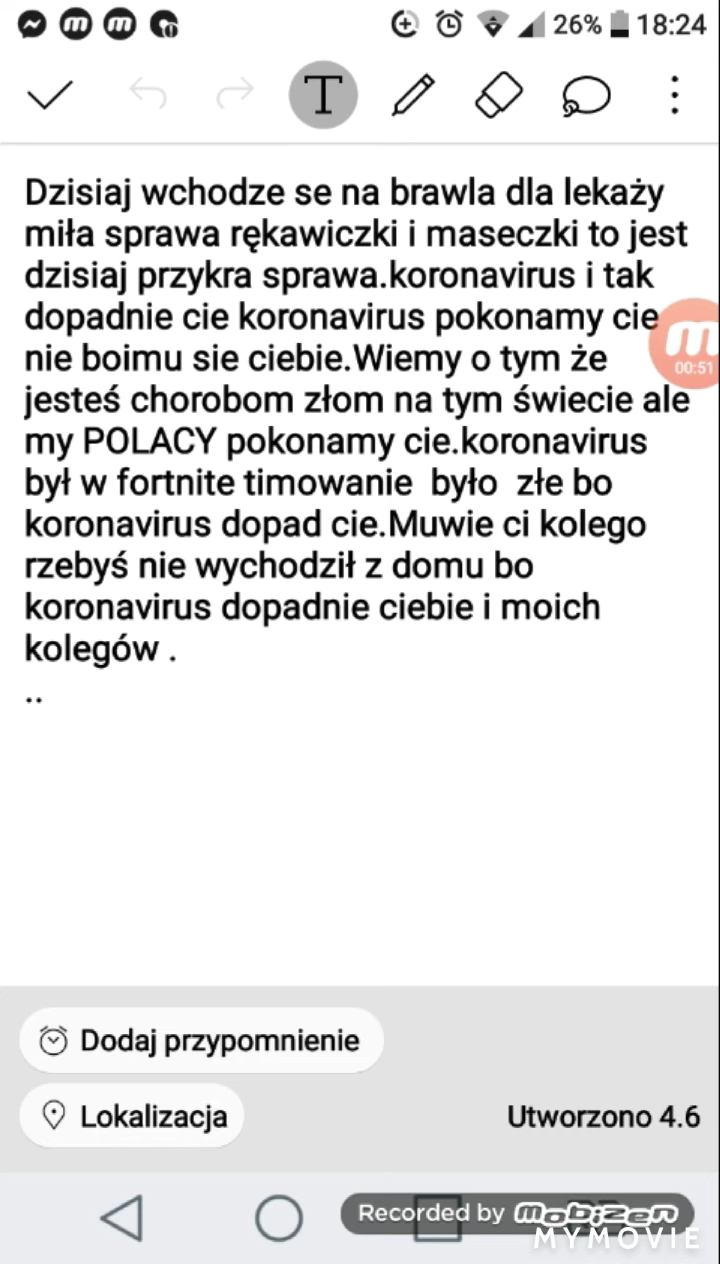 26% 18:24
T
Dzisiaj wchodze se na brawla dla lekaży
miła sprawa rękawiczki i maseczki to jest
dzisiaj przykra sprawa.koronavirus i tak
dopadnie cie koronavirus pokonamy cie
nie boimu sie ciebie.Wiemy o tym że
jesteś chorobom złom na tym świecie ale
my POLACY pokonamy cie.koronavirus
był w fortnite timowanie  było  złe bo
koronavirus dopad cie.Muwie ci kolego
rzebyś nie wychodził z domu bo
koronavirus dopadnie ciebie i moich
kolegów .
..
m
00:51
Dodaj przypomnienie
Lokalizacja
Utworzono 4.6
Recorded by Mobizen
MYMOVIE